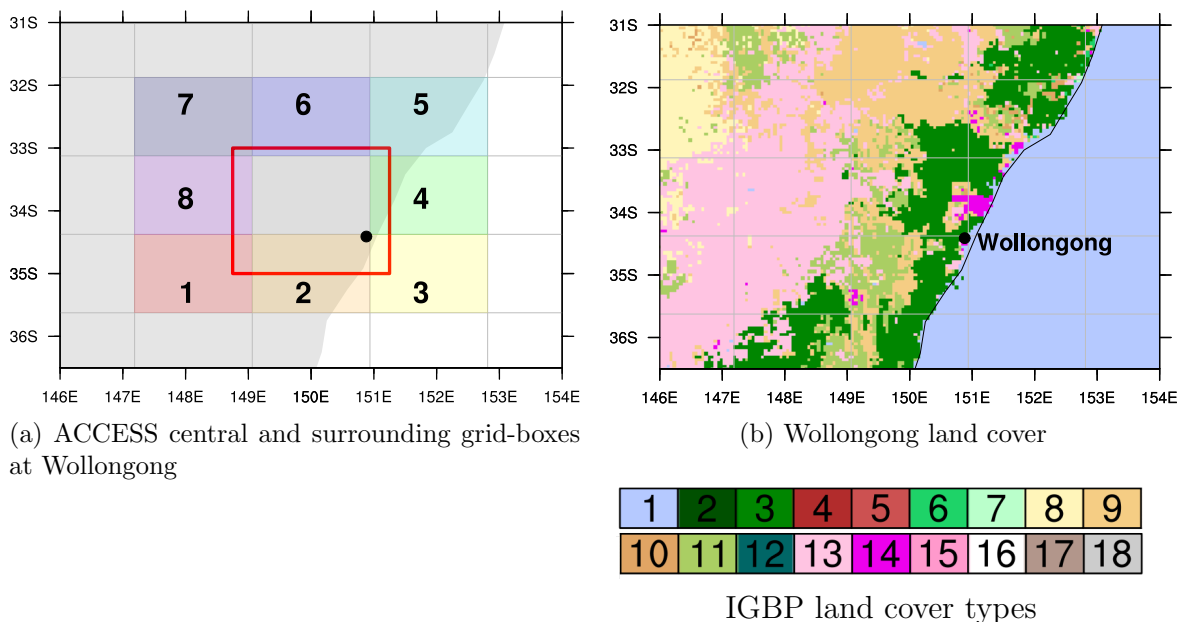 31S
32S
33S
34S
35S
36S
7
6
5
8
4
1
2
3
146E 147E 148E 149E 150E 151E 152E 153E 154E
(a) ACCESS central and surrounding grid-boxes
at Wollongong
31S
32S
33S
34S
35S
36S
Wollongong
146E 147E 148E 149E 150E 151E 152E 153E 154E
(b) Wollongong land cover
1 2 3 4 5 6 7 8 9
10 11 12 13 14 15 16 17 18
IGBP land cover types